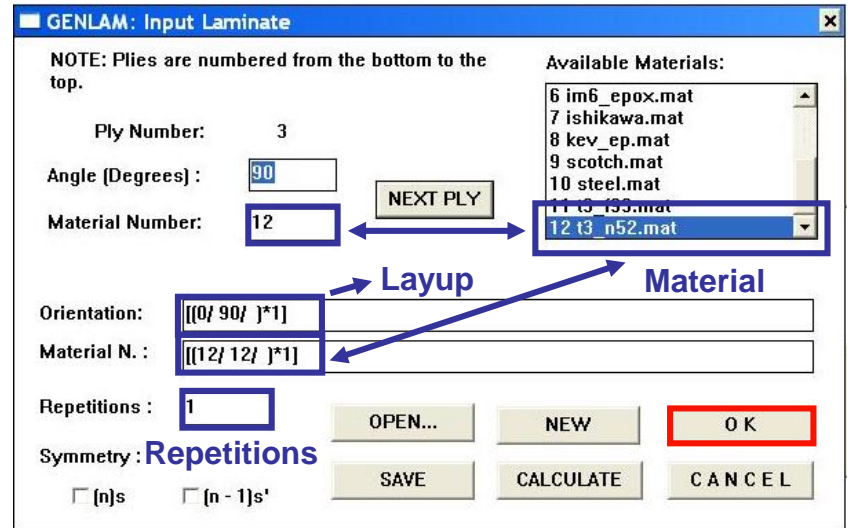 GENLAM: Input Laminate
NOTE: Plies are numbered from the bottom to the
top.
Available Materials:
6 im6_epox.mat
7 ishikawa.mat
8 kev_ep.mat
9 scotch.mat
10 steel.mat
12 t3_n52.mat
Ply Number: 3
Angle (Degrees) : 90
NEXT PLY
Material Number: 12
Layup
Material
Orientation: [(0/ 90/ )*1]
Material N. : [(12/ 12/ )*1]
Repetitions : 1
Repetitions
OPEN...
NEW
O K
Symmetry :
(n)s
(n - 1)s'
SAVE
CALCULATE
C A N C E L